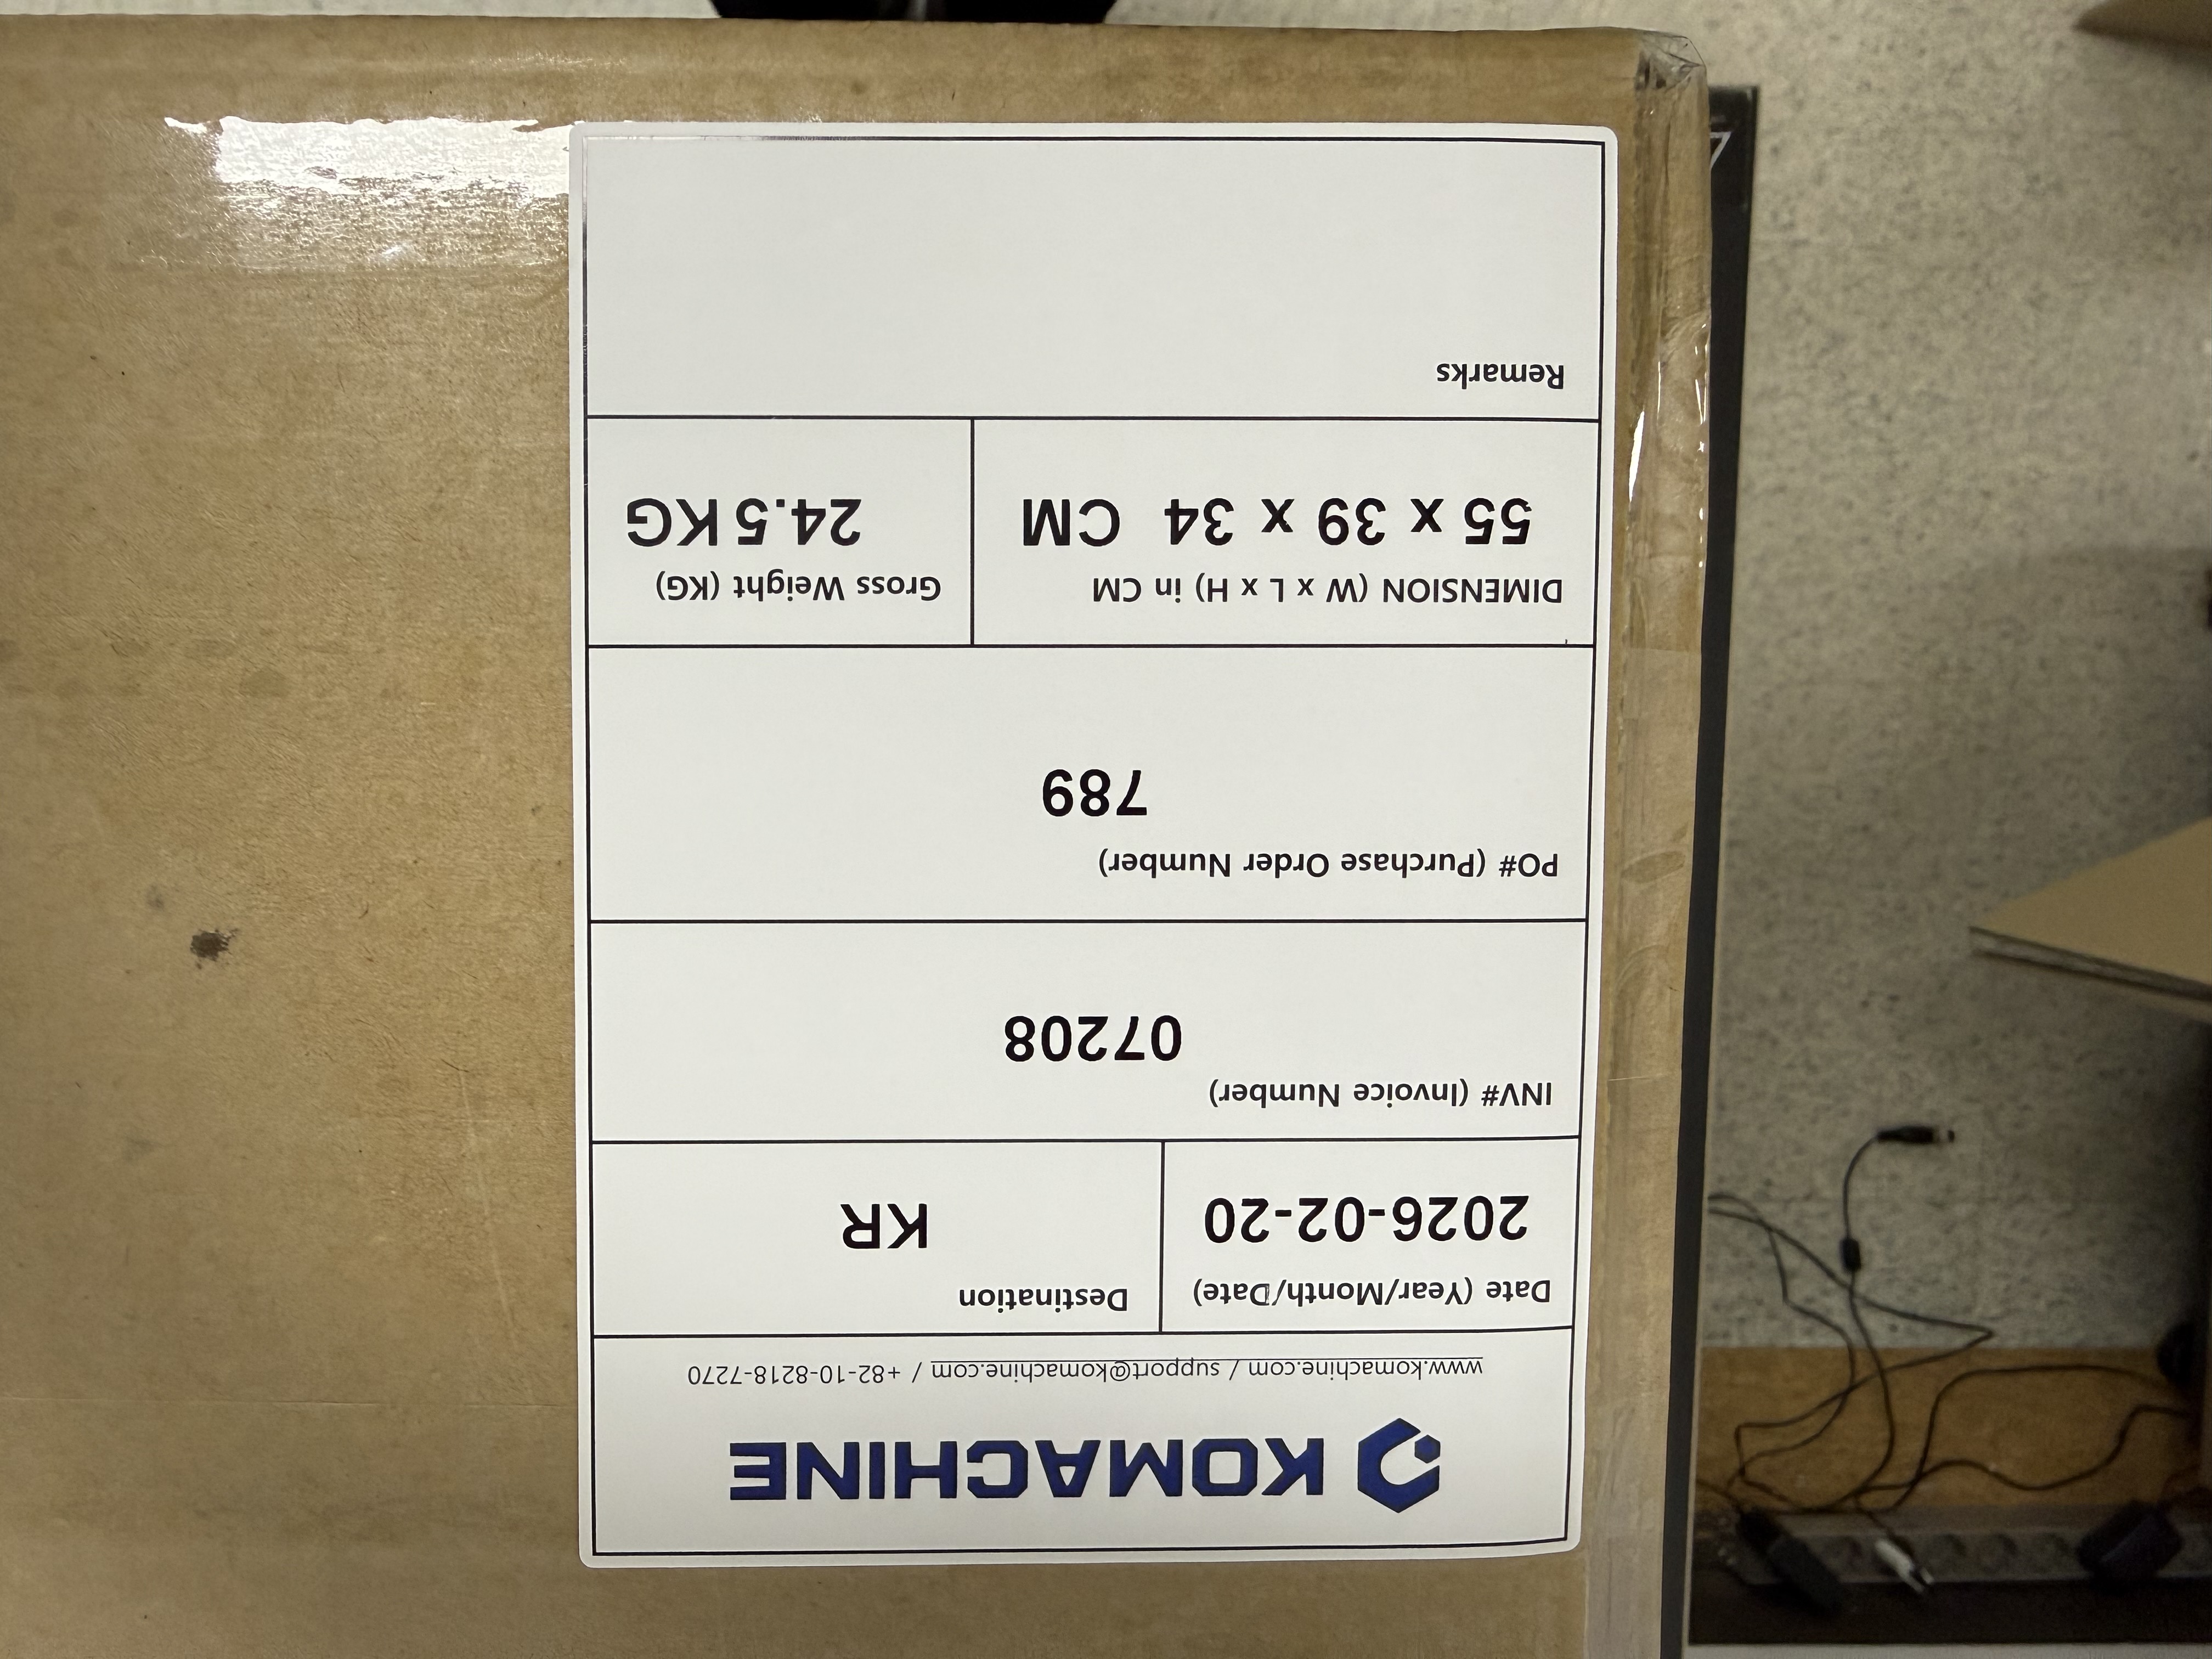 KOMACHINE
www.komachine.com / support@komachine.com / +82-10-8218-7270
Date (Year/Month/Date)
2026-02-20
Destination
KR
INV# (Invoice Number)
07208
PO# (Purchase Order Number)
789
DIMENSION (W x L x H) in CM
55 x 39 x 34 CM
Gross Weight (KG)
24.5 KG
Remarks